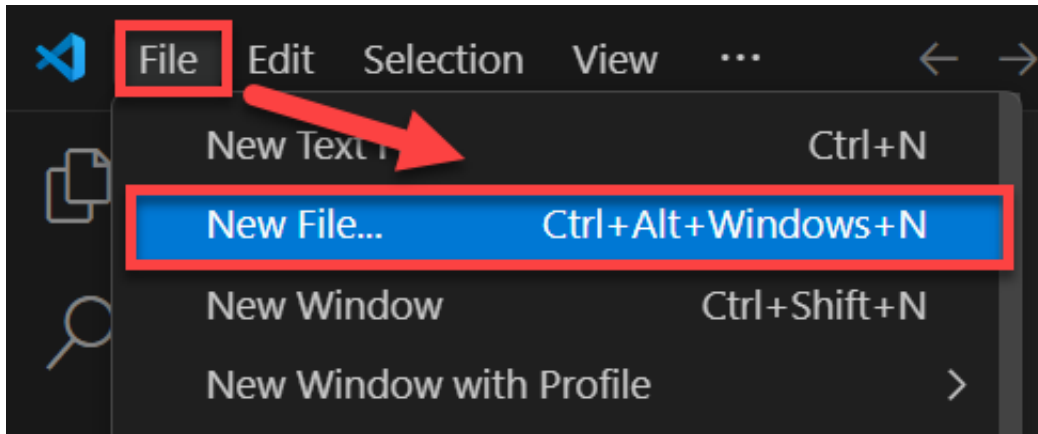 File Edit Selection View ...
New Text Ctrl+N
New File... Ctrl+Alt+Windows+N
New Window Ctrl+Shift+N
New Window with Profile